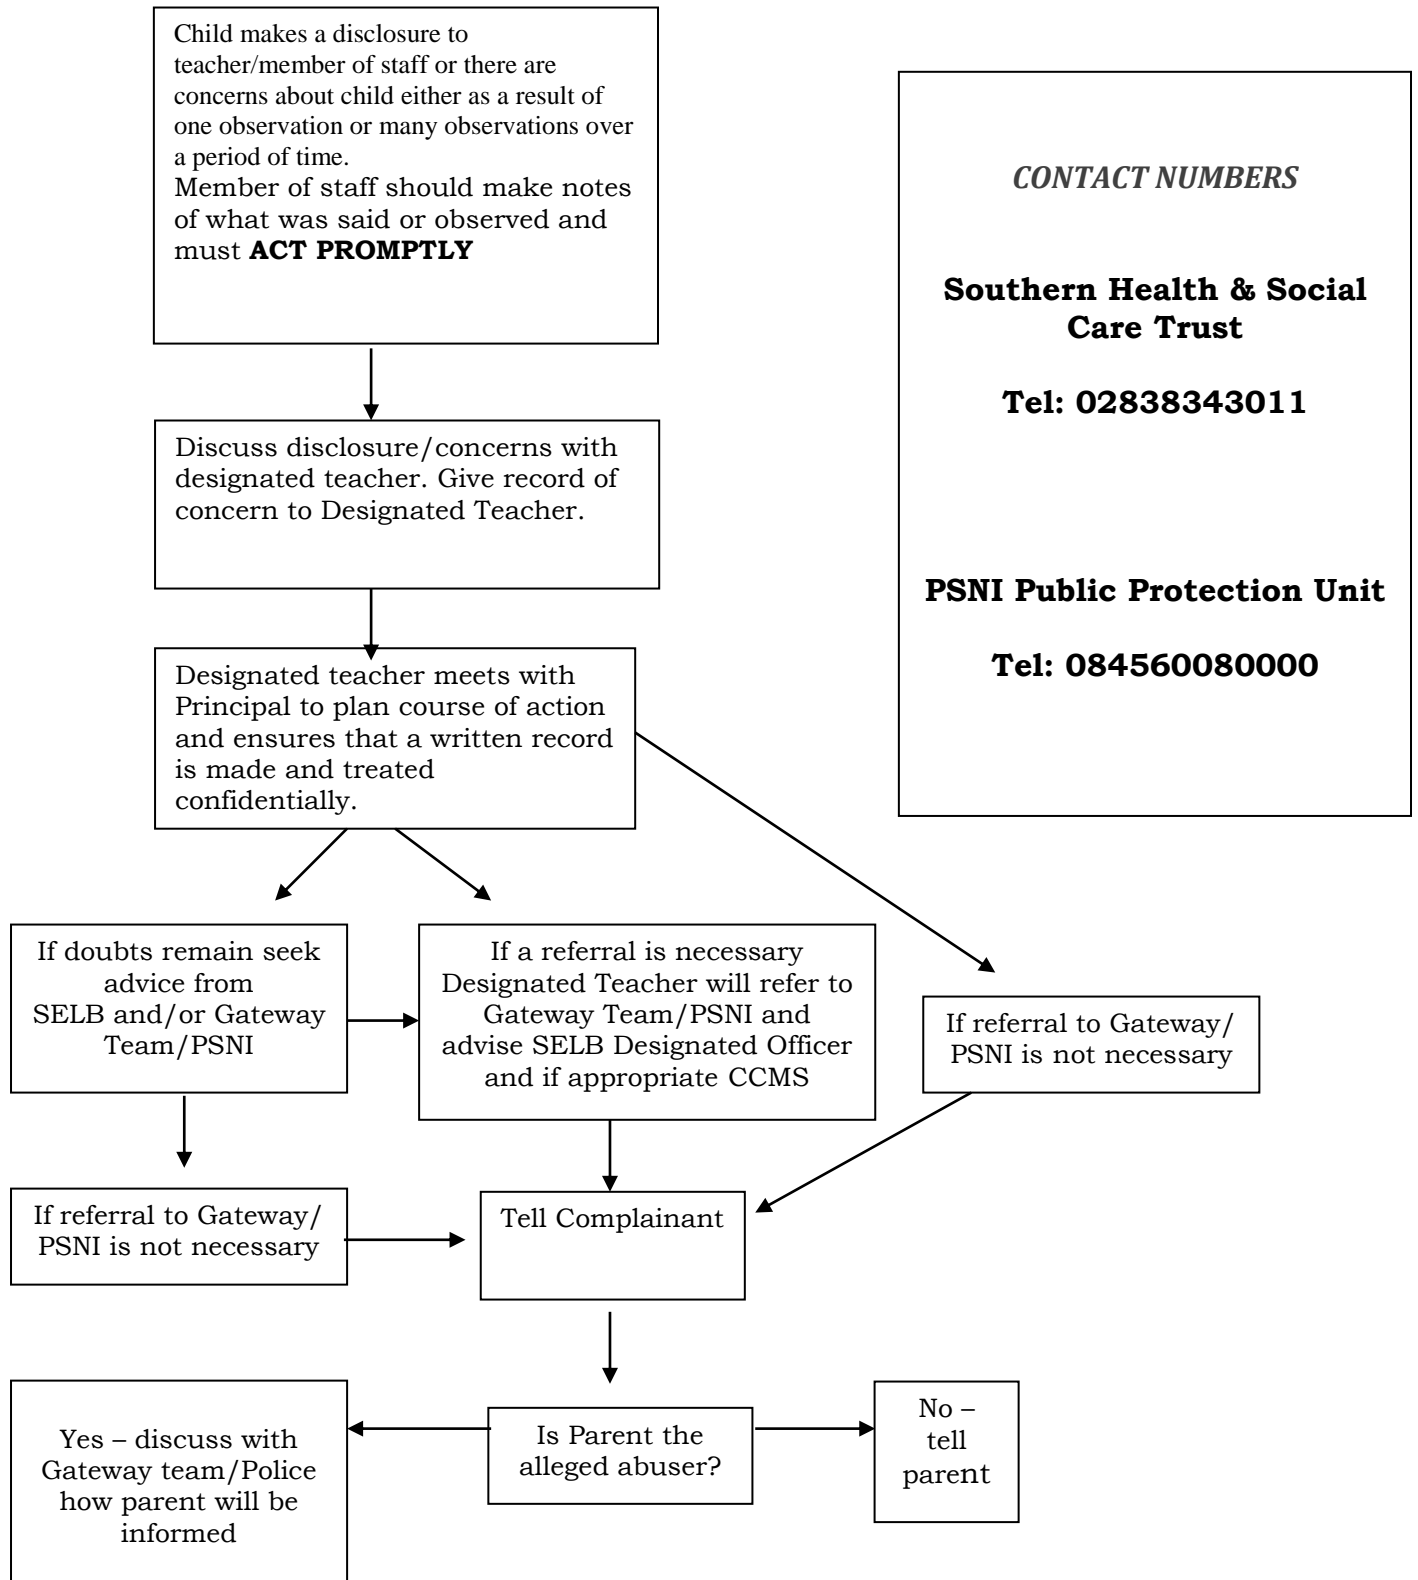 Child makes a disclosure to
teacher/member of staff or there are
concerns about child either as a result of
one observation or many observations over
a period of time.
Member of staff should make notes
of what was said or observed and
must ACT PROMPTLY
CONTACT NUMBERS
Southern Health & Social
Care Trust
Tel: 02838343011
PSNI Public Protection Unit
Tel: 084560080000
Discuss disclosure/concerns with
designated teacher. Give record of
concern to Designated Teacher.
Designated teacher meets with
Principal to plan course of action
and ensures that a written record
is made and treated
confidentially.
If doubts remain seek
advice from
SELB and/or Gateway
Team/PSNI
If a referral is necessary
Designated Teacher will refer to
Gateway Team/PSNI and
advise SELB Designated Officer
and if appropriate CCMS
If referral to Gateway/
PSNI is not necessary
If referral to Gateway/
PSNI is not necessary
Tell Complainant
Yes – discuss with
Gateway team/Police
how parent will be
informed
Is Parent the
alleged abuser?
No –
tell
parent